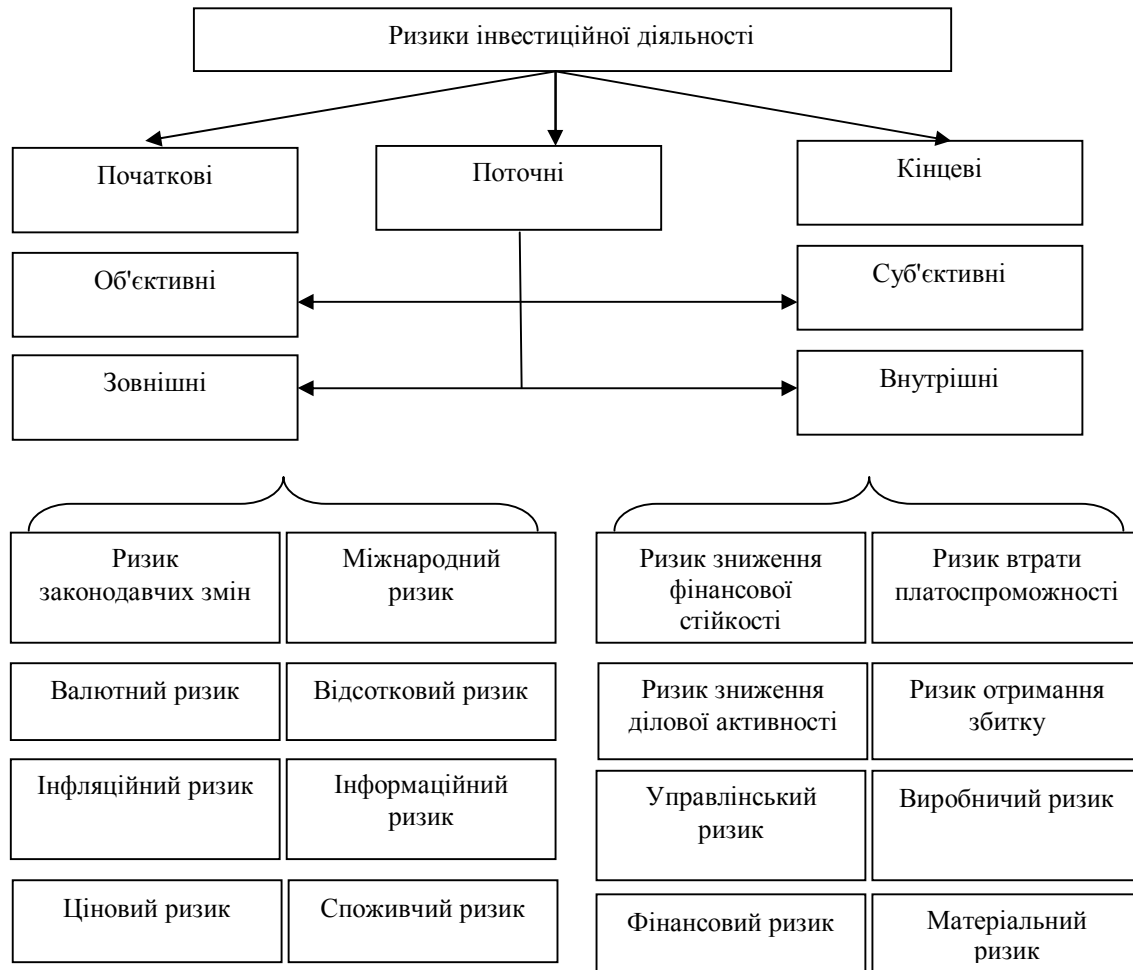 Ризики інвестиційної діяльності
Початкові
Поточні
Кінцеві
Об'єктивні
Суб'єктивні
Зовнішні
Внутрішні
Ризик
законодавчих змін
Міжнародний
ризик
Ризик зниження
фінансової
стійкості
Ризик втрати
платоспроможності
Валютний ризик
Відсотковий ризик
Ризик зниження
ділової активності
Ризик отримання
збитку
Інфляційний ризик
Інформаційний
ризик
Управлінський
ризик
Виробничий ризик
Ціновий ризик
Споживчий ризик
Фінансовий ризик
Матеріальний
ризик